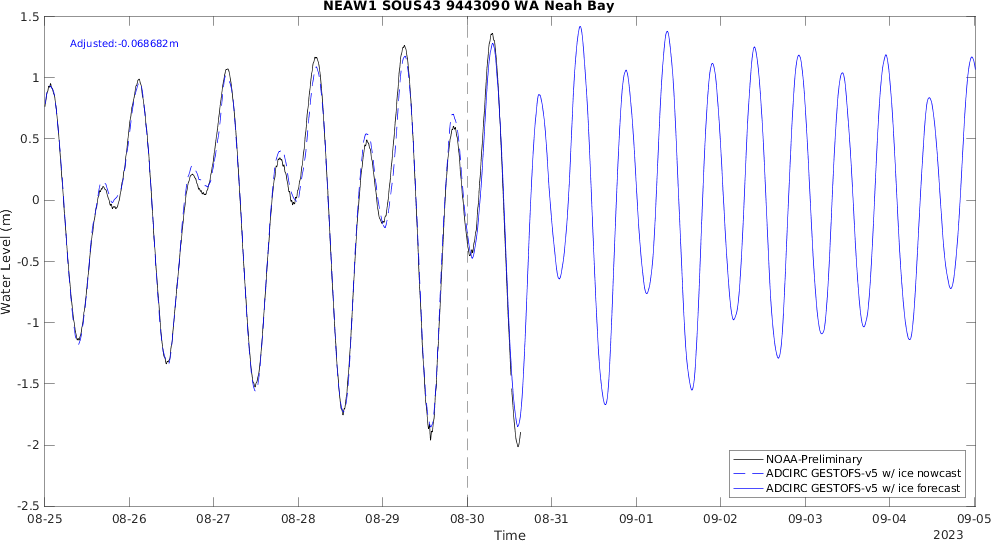 NEAW1 SOUS43 9443090 WA Neah Bay
Adjusted:-0.068682m
1.5
1
0.5
0
-0.5
-1
-1.5
-2
-2.5
Water Level (m)
NOAA-Preliminary
ADCIRC GESTOFS-v5 w/ ice nowcast
ADCIRC GESTOFS-v5 w/ ice forecast
08-25 08-26 08-27 08-28 08-29 08-30 08-31 09-01 09-02 09-03 09-04 09-05
Time
2023